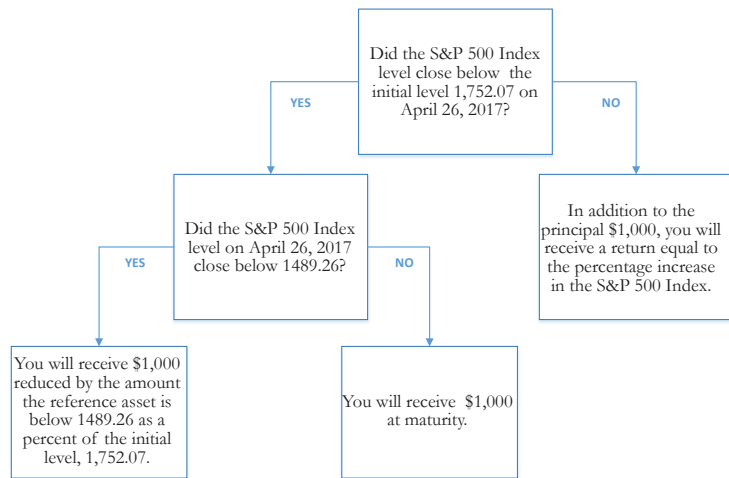 Did the S&P 500 Index
level close below the
initial level 1,752.07 on
April 26, 2017?
YES
NO
Did the S&P 500 Index
level on April 26, 2017
close below 1489.26?
In addition to the
principal $1,000, you will
receive a return equal to
the percentage increase
in the S&P 500 Index.
YES
NO
You will receive $1,000
reduced by the amount
the reference asset is
below 1489.26 as a
percent of the initial
level, 1,752.07.
You will receive $1,000
at maturity.